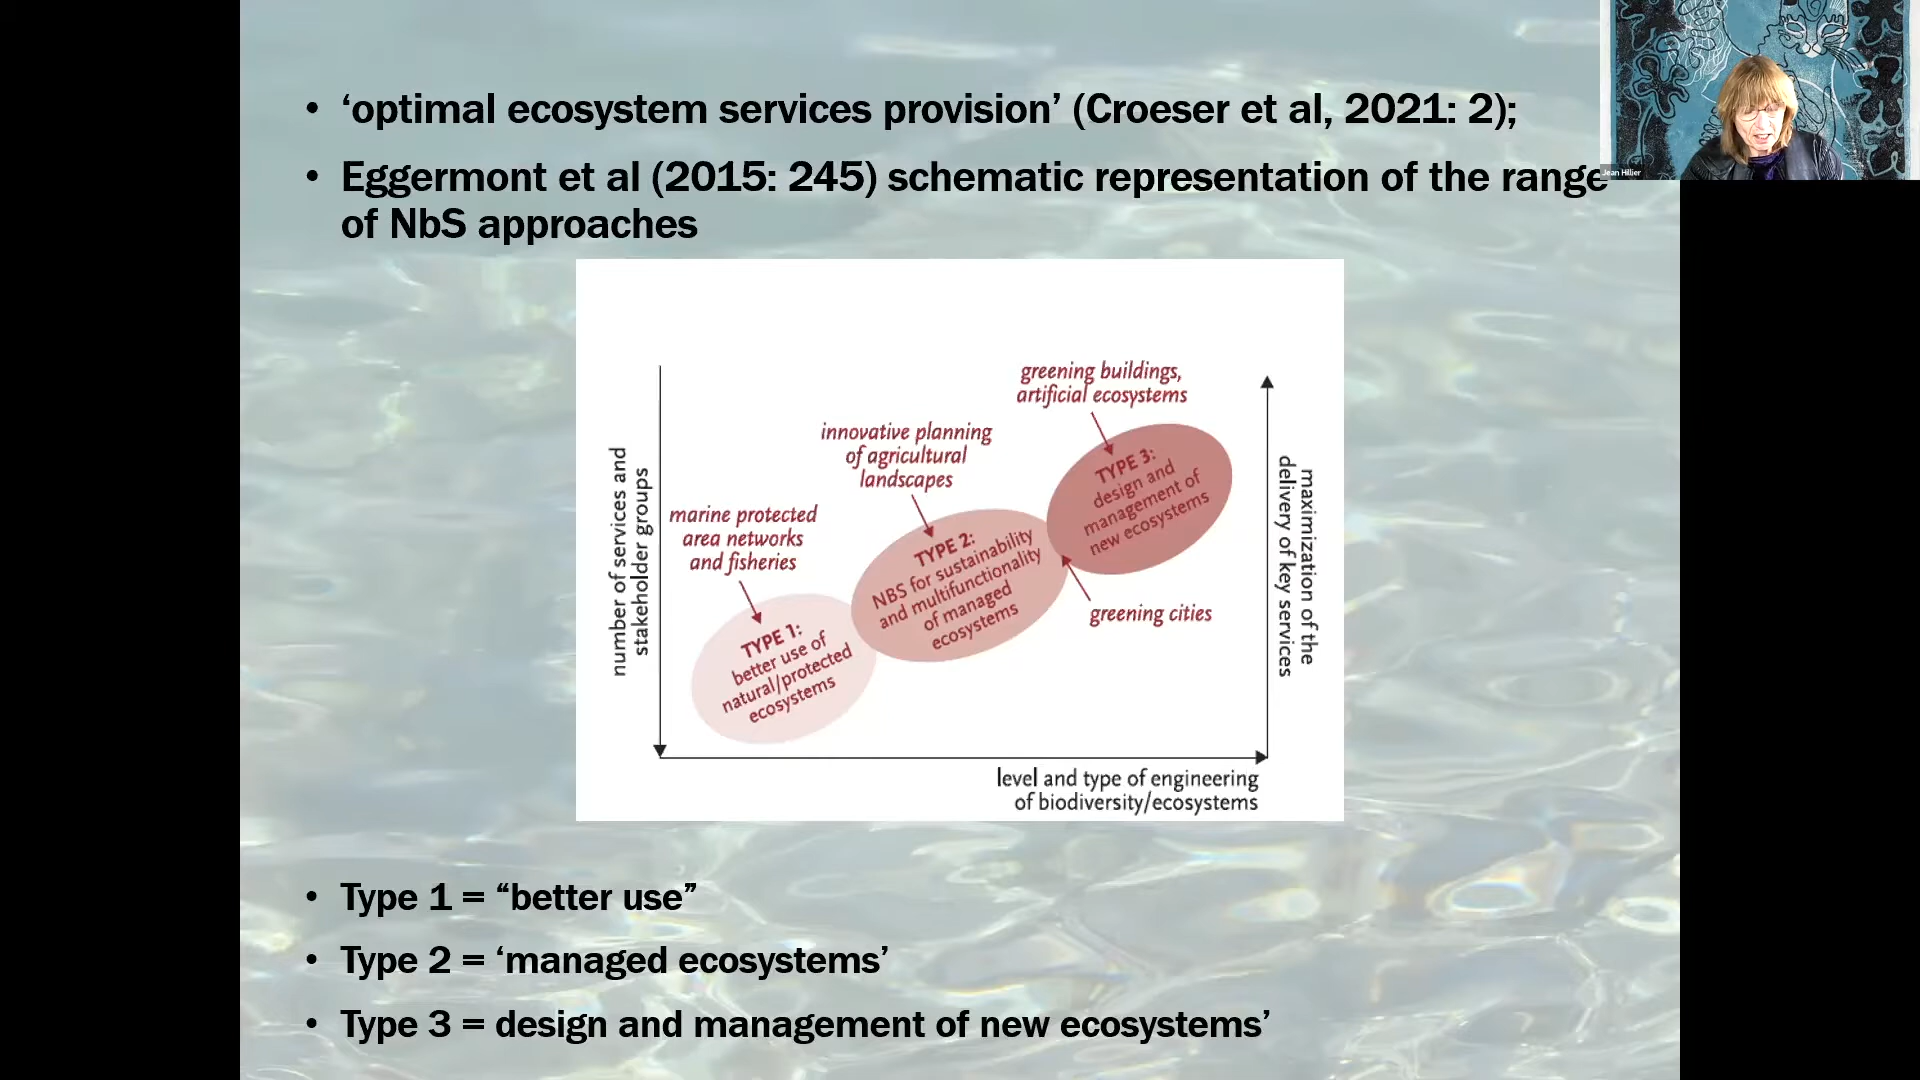 • ‘optimal ecosystem services provision’ (Croeser et al, 2021: 2);
• Eggermont et al (2015: 245) schematic representation of the range
of NbS approaches
Jean Hillier
greening buildings,
artificial ecosystems
innovative planning
of agricultural
landscapes
marine protected
area networks
and fisheries
number of services and
stakeholder groups
TYPE 1:
better use of
natural/protected
ecosystems
TYPE 2:
NBS for sustainability
and multifunctionality
of managed
ecosystems
TYPE 3:
design and
management of
new ecosystems
greening cities
maximization of the
delivery of key services
level and type of engineering
of biodiversity/ecosystems
• Type 1 = “better use”
• Type 2 = ‘managed ecosystems’
• Type 3 = design and management of new ecosystems’